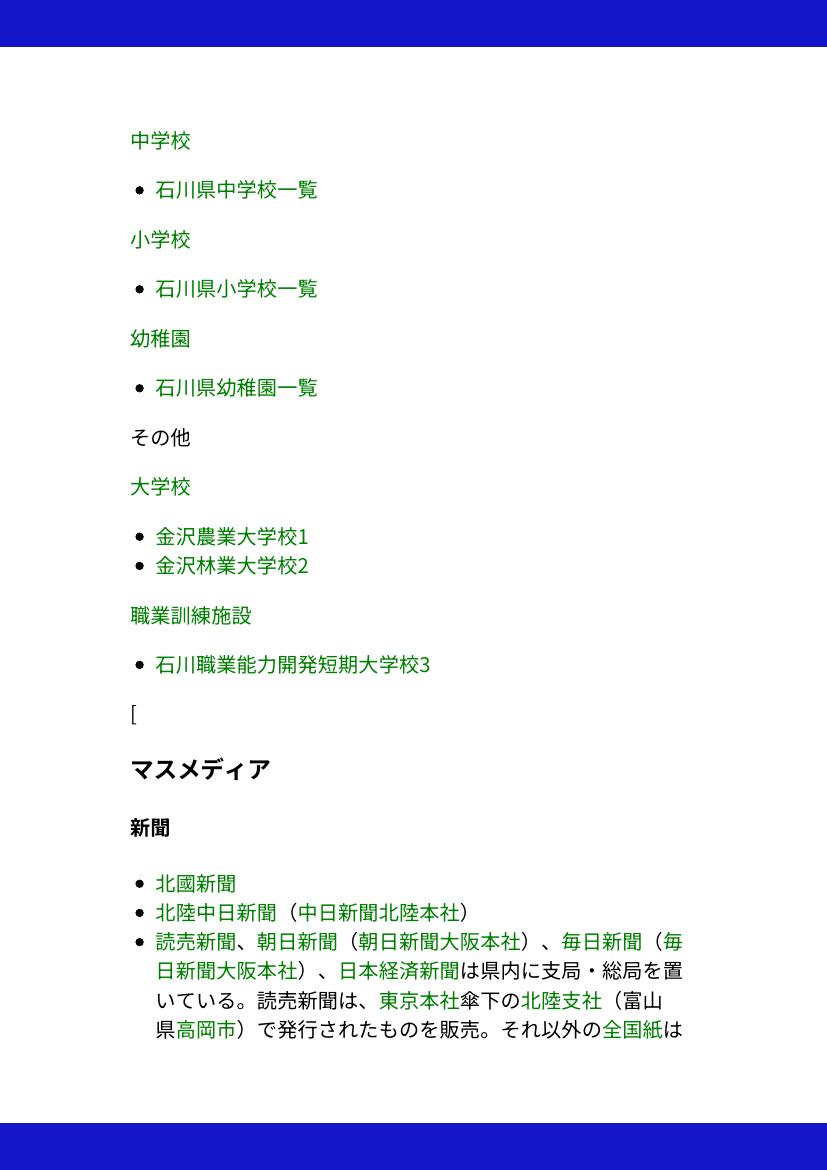 中学校
石川県中学校一覧
小学校
石川県小学校一覧
幼稚園
石川県幼稚園一覧
その他
大学校
金沢農業大学校1
金沢林業大学校2
職業訓練施設
石川職業能力開発短期大学校3
[
マスメディア
新聞
北國新聞
北陸中日新聞（中日新聞北陸本社）
読売新聞、朝日新聞（朝日新聞大阪本社）、毎日新聞（毎
日新聞大阪本社）、日本経済新聞は県内に支局・総局を置
いている。読売新聞は、東京本社傘下の北陸支社（富山
県高岡市）で発行されたものを販売。それ以外の全国紙は